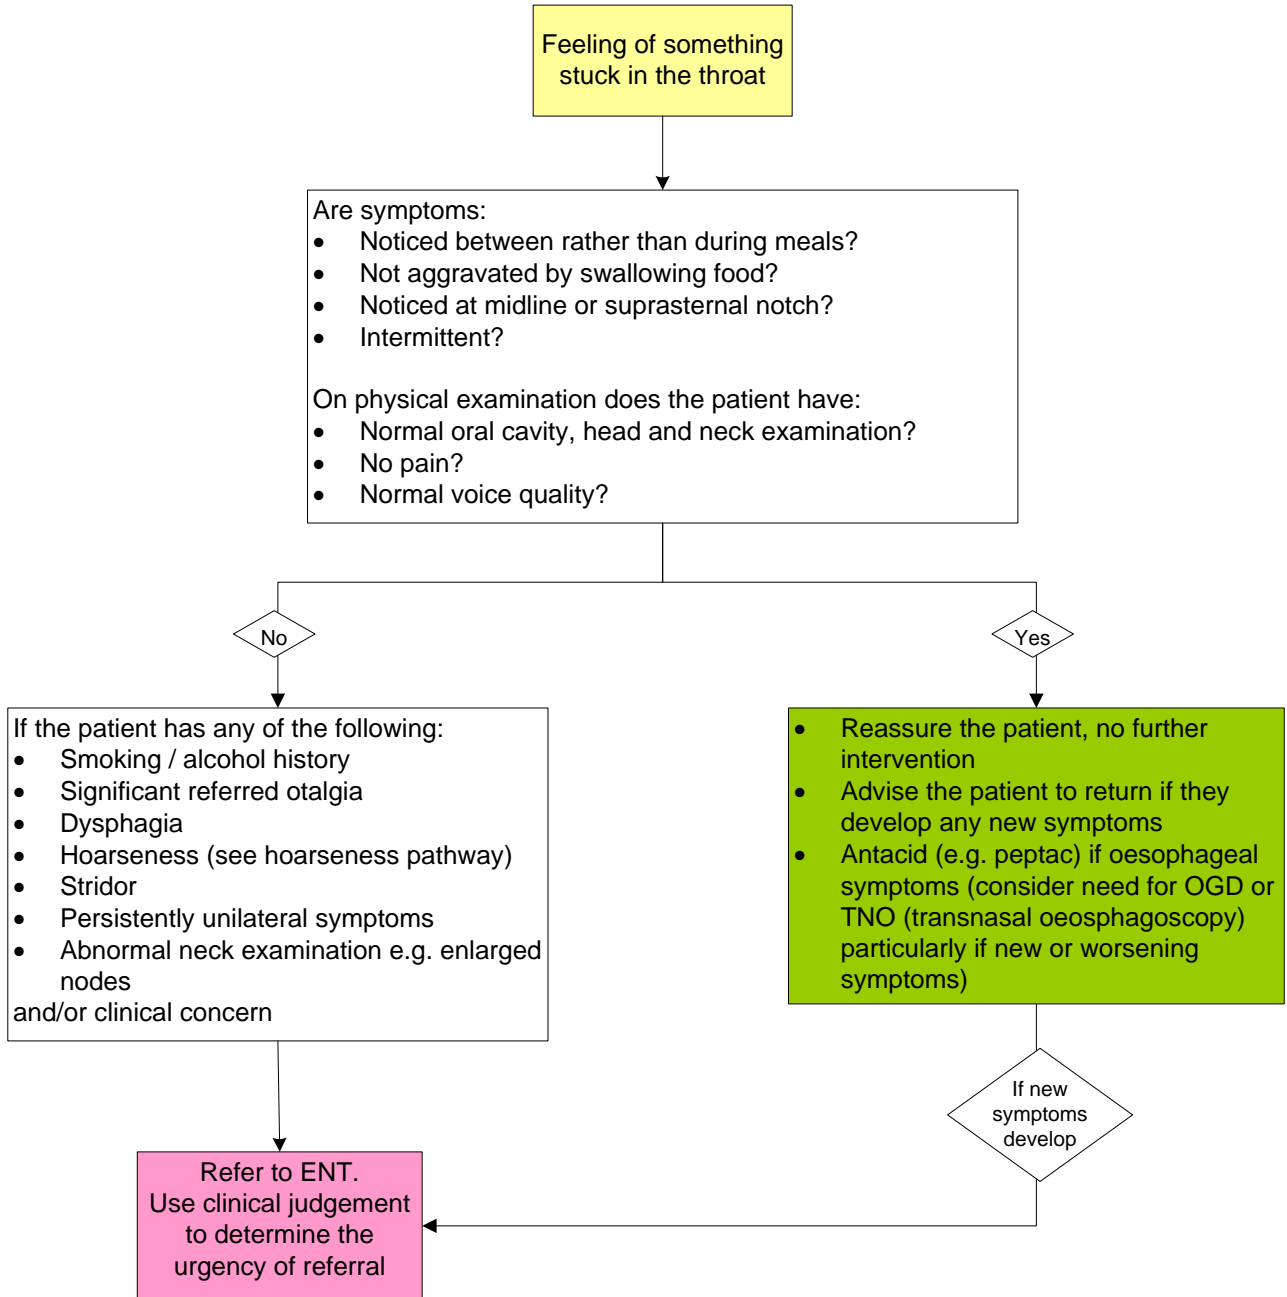 Feeling of something
stuck in the throat
Are symptoms:
• Noticed between rather than during meals?
• Not aggravated by swallowing food?
• Noticed at midline or suprasternal notch?
• Intermittent?
On physical examination does the patient have:
• Normal oral cavity, head and neck examination?
• No pain?
• Normal voice quality?
No
Yes
If the patient has any of the following:
• Smoking / alcohol history
• Significant referred otalgia
• Dysphagia
• Hoarseness (see hoarseness pathway)
• Stridor
• Persistently unilateral symptoms
• Abnormal neck examination e.g. enlarged
nodes
and/or clinical concern
• Reassure the patient, no further
intervention
• Advise the patient to return if they
develop any new symptoms
• Antacid (e.g. peptac) if oesophageal
symptoms (consider need for OGD or
TNO (transnasal oeosphagoscopy)
particularly if new or worsening
symptoms)
If new
symptoms
develop
Refer to ENT.
Use clinical judgement
to determine the
urgency of referral